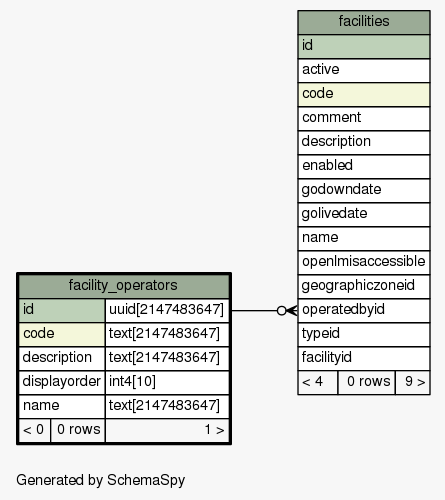 facilities
id
active
code
comment
description
enabled
godowndate
golivedate
name
openlmisaccessible
geographiczoneid
operatedbyid
typeid
facilityid
< 4 0 rows 9 >
facility_operators
id uuid[2147483647]
code text[2147483647]
description text[2147483647]
displayorder int4[10]
name text[2147483647]
< 0 0 rows 1 >
Generated by SchemaSpy